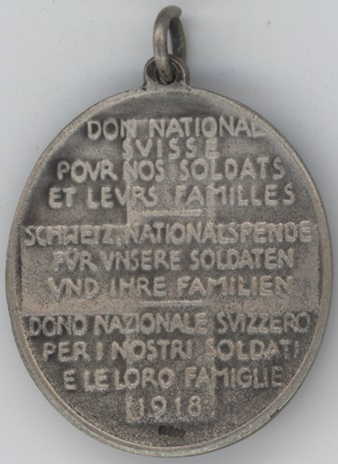 DON NATIONAL
SVISSE
POVR NOS SOLDATS
ET LEVRS FAMILLES
SCHWEIZ. NATIONALSPENDE
FÜR VNSERE SOLDATEN
VND IHRE FAMILIEN
DONO NAZIONALE SVIZZERO
PER I NOSTRI SOLDATI
E LE LORO FAMIGLIE
1918